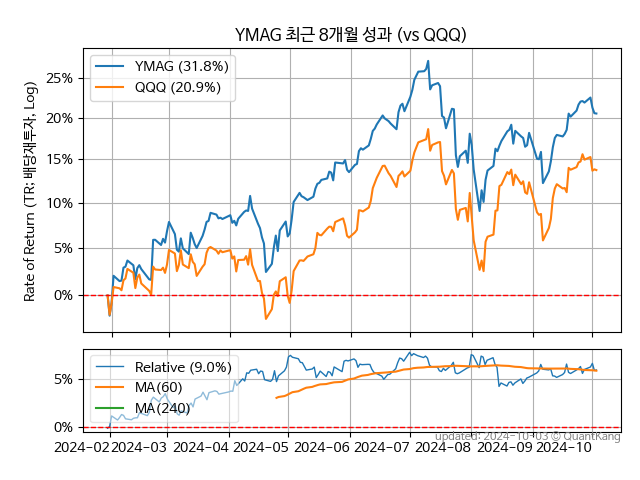 YMAG 최근 8개월 성과 (vs QQQ)
Rate of Return (TR: 배당재투자, Log)
25%
20%
15%
10%
5%
0%
YMAG (31.8%)
QQQ (20.9%)
5%
0%
Relative (9.0%)
MA(60)
MA(240)
2024-02 2024-03 2024-04 2024-05 2024-06 2024-07 2024-08 2024-09 2024-10
updated: 2024-10-03 © QuantKang